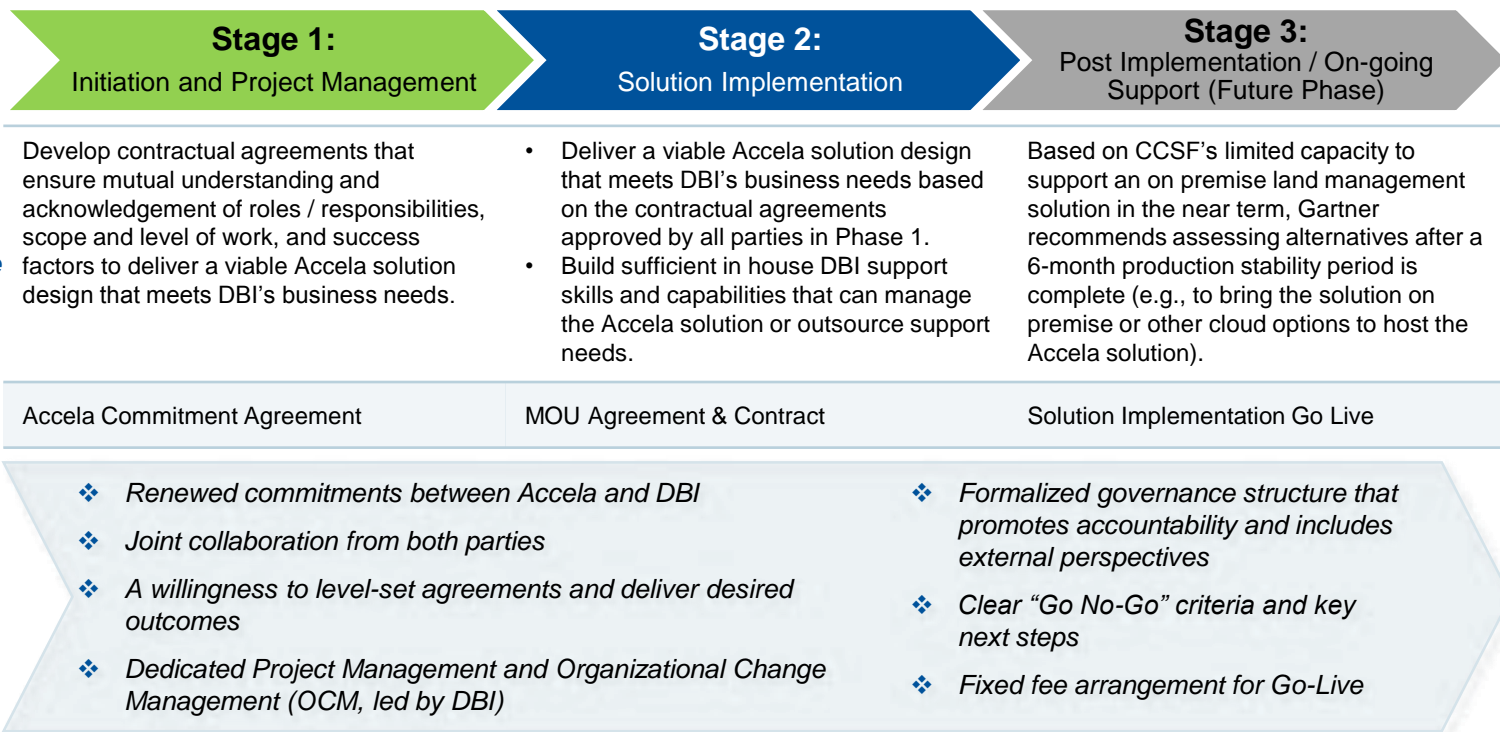 Stage 1:
Initiation and Project Management
Stage 2:
Solution Implementation
Stage 3:
Post Implementation / On-going
Support (Future Phase)
Develop contractual agreements that
ensure mutual understanding and
acknowledgement of roles / responsibilities,
scope and level of work, and success
factors to deliver a viable Accela solution
design that meets DBI's business needs.
• Deliver a viable Accela solution design
that meets DBI's business needs based
on the contractual agreements
approved by all parties in Phase 1.
• Build sufficient in house DBI support
skills and capabilities that can manage
the Accela solution or outsource support
needs.
Based on CCSF's limited capacity to
support an on premise land management
solution in the near term, Gartner
recommends assessing alternatives after a
6-month production stability period is
complete (e.g., to bring the solution on
premise or other cloud options to host the
Accela solution).
Accela Commitment Agreement
MOU Agreement & Contract
Solution Implementation Go Live
❖ Renewed commitments between Accela and DBI
❖ Joint collaboration from both parties
❖ A willingness to level-set agreements and deliver desired
outcomes
❖ Dedicated Project Management and Organizational Change
Management (OCM, led by DBI)
❖ Formalized governance structure that
promotes accountability and includes
external perspectives
❖ Clear “Go No-Go” criteria and key
next steps
❖ Fixed fee arrangement for Go-Live